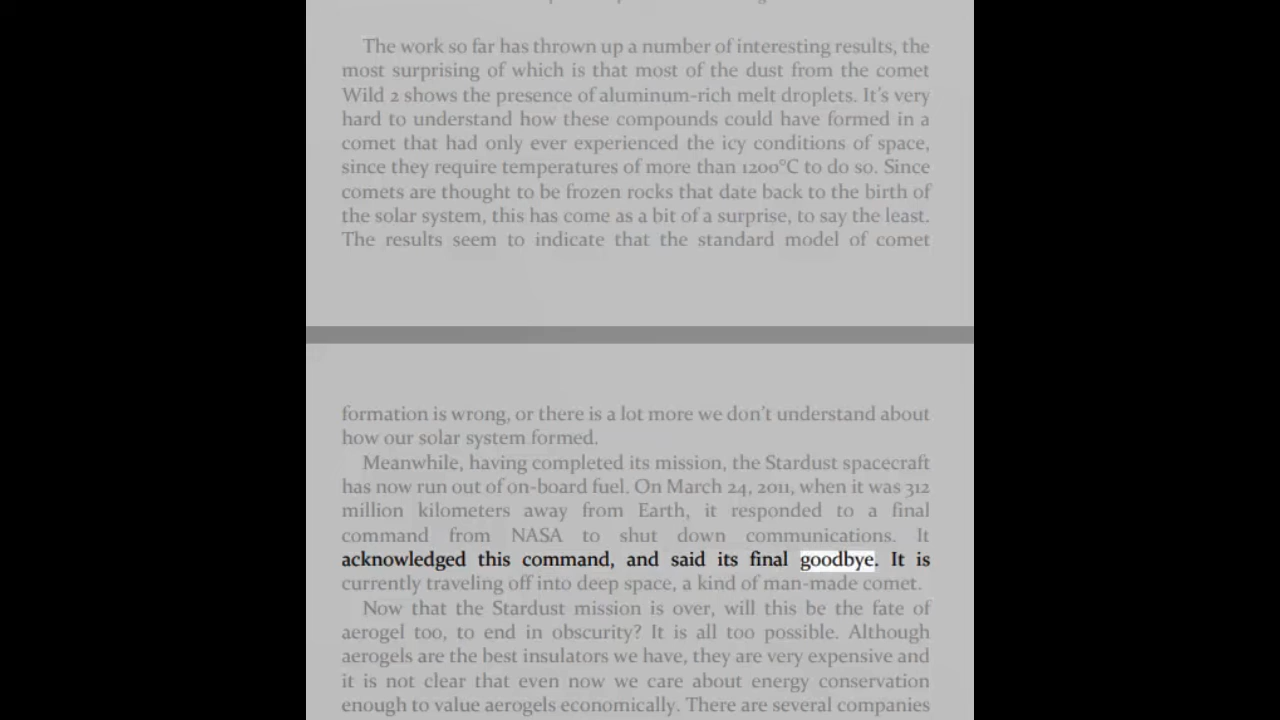 The work so far has thrown up a number of interesting results, the
most surprising of which is that most of the dust from the comet
Wild 2 shows the presence of aluminum-rich melt droplets. It’s very
hard to understand how these compounds could have formed in a
comet that had only ever experienced the icy conditions of space,
since they require temperatures of more than 1200°C to do so. Since
comets are thought to be frozen rocks that date back to the birth of
the solar system, this has come as a bit of a surprise, to say the least.
The results seem to indicate that the standard model of comet
formation is wrong, or there is a lot more we don’t understand about
how our solar system formed.
Meanwhile, having completed its mission, the Stardust spacecraft
has now run out of on-board fuel. On March 24, 2011, when it was 312
million kilometers away from Earth, it responded to a final
command from NASA to shut down communications. It
acknowledged this command, and said its final goodbye. It is
currently traveling off into deep space, a kind of man-made comet.
Now that the Stardust mission is over, will this be the fate of
aerogel too, to end in obscurity? It is all too possible. Although
aerogels are the best insulators we have, they are very expensive and
it is not clear that even now we care about energy conservation
enough to value aerogels economically. There are several companies